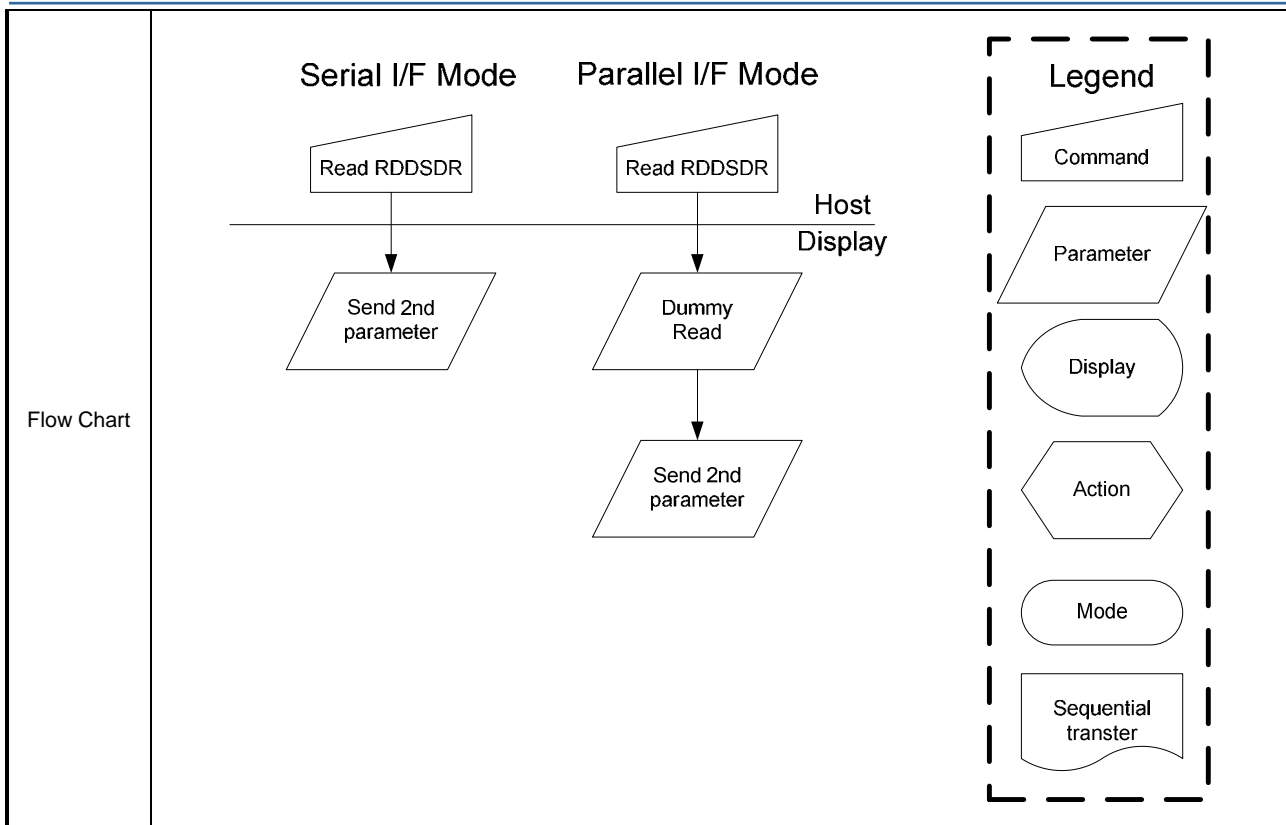 Flow Chart
Serial I/F Mode
Read RDDSDR
Send 2nd
parameter
Parallel I/F Mode
Read RDDSDR
Host
Display
Dummy
Read
Send 2nd
parameter
Legend
Command
Parameter
Display
Action
Mode
Sequential
transter